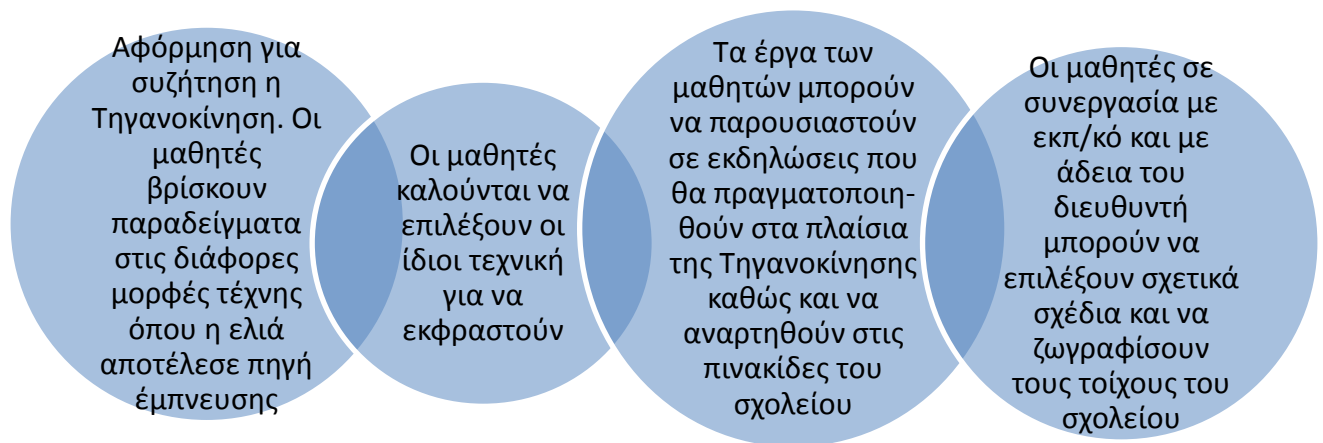 Αφόρμηση για
συζήτηση η
Τηγανοκίνηση. Οι
μαθητές
βρίσκουν
παραδείγματα
στις διάφορες
μορφές τέχνης
όπου η ελιά
αποτέλεσε πηγή
έμπνευσης
Οι μαθητές
καλούνται να
επιλέξουν οι
ίδιοι τεχνική
για να
εκφραστούν
Τα έργα των
μαθητών μπορούν
να παρουσιαστούν
σε εκδηλώσεις που
θα πραγματοποιη-
θούν στα πλαίσια
της Τηγανοκίνησης
καθώς και να
αναρτηθούν στις
πινακίδες του
σχολείου
Οι μαθητές σε
συνεργασία με
εκπ/κό και με
άδεια του
διευθυντή
μπορούν να
επιλέξουν σχετικά
σχέδια και να
ζωγραφίσουν
τους τοίχους του
σχολείου